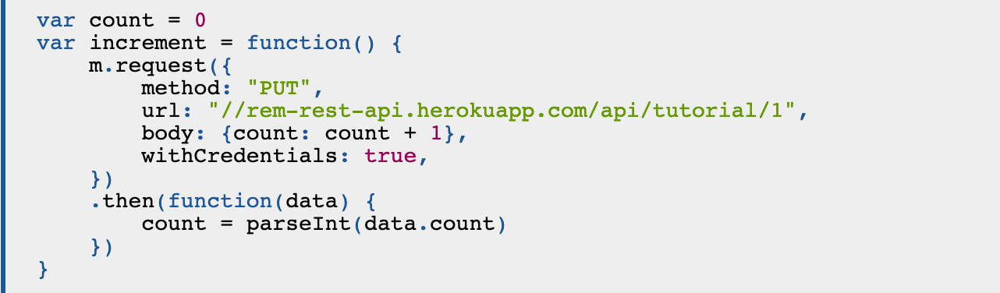 var count = 0
var increment = function() {
    m.request({
        method: "PUT",
        url: "//rem-rest-api.herokuapp.com/api/tutorial/1",
        body: {count: count + 1},
        withCredentials: true,
    })
    .then(function(data) {
        count = parseInt(data.count)
    })
}